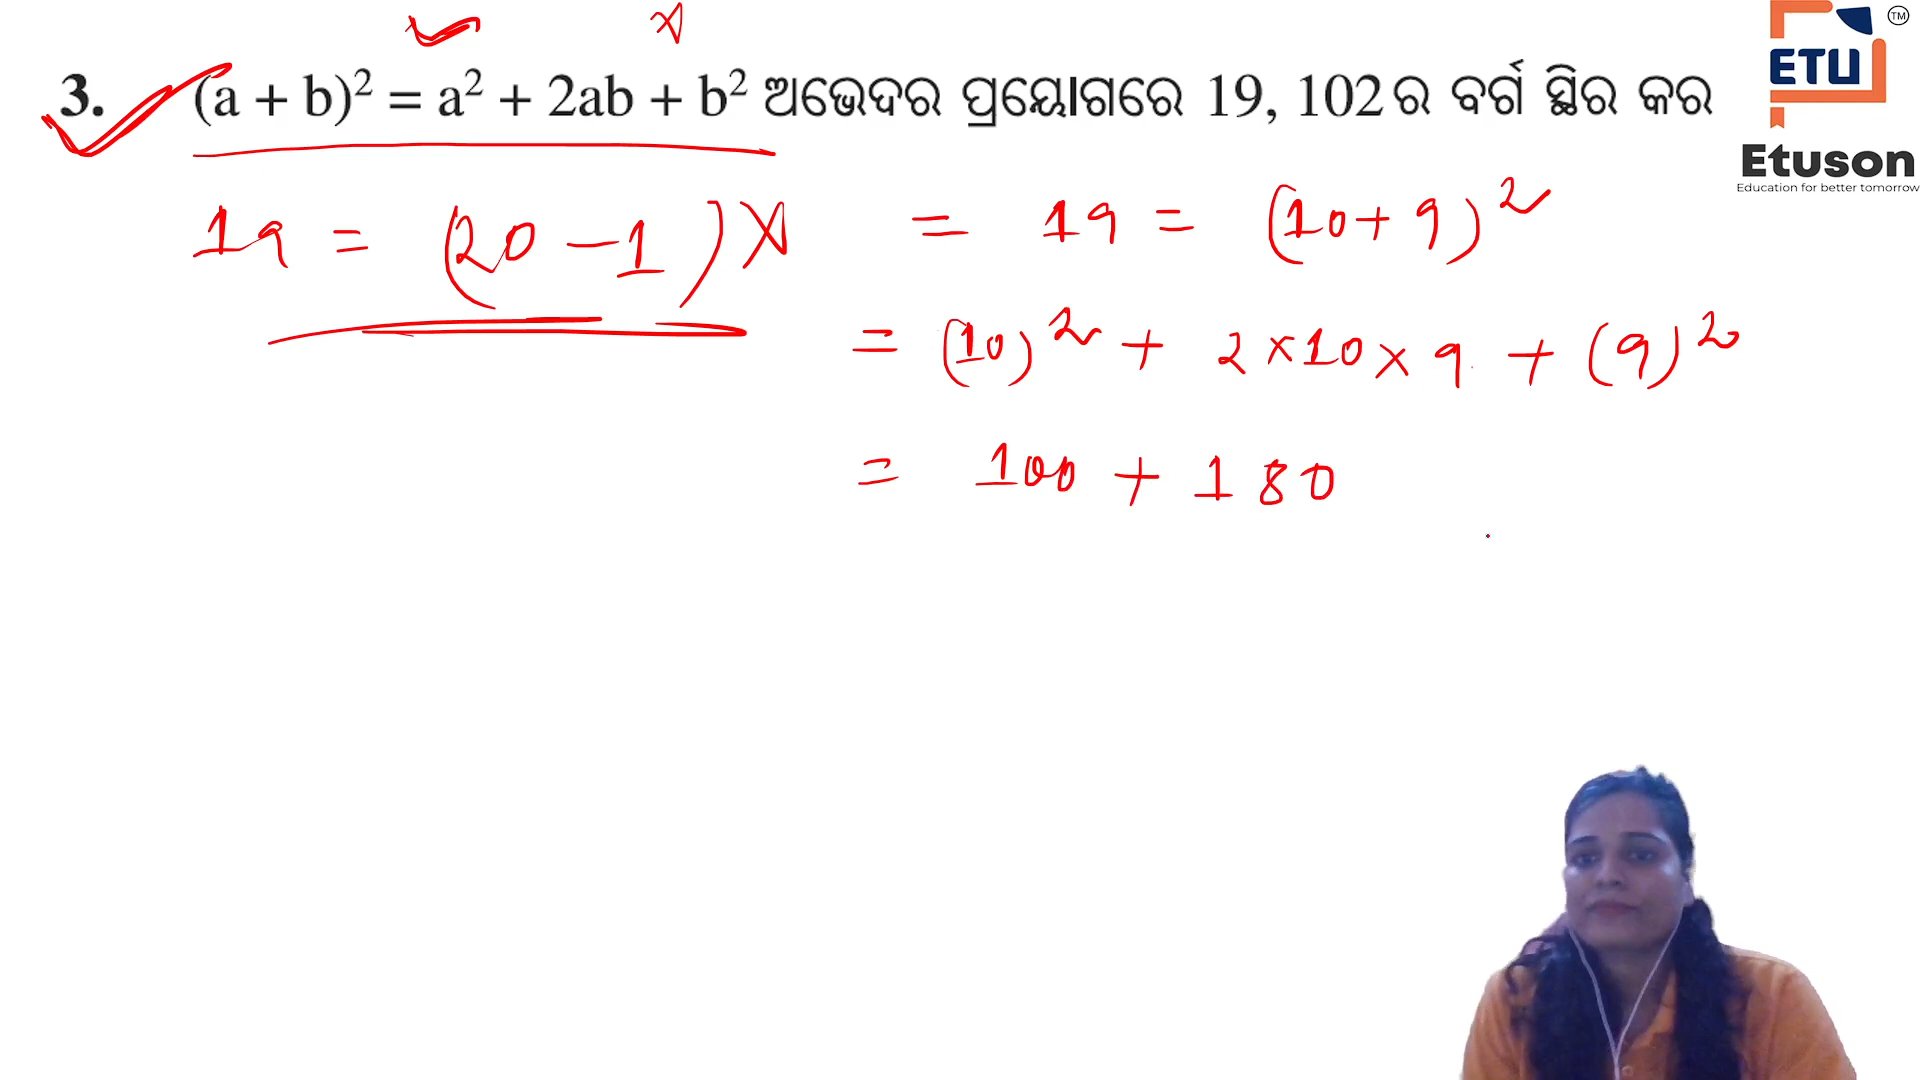 3. (a + b)² = a² + 2ab + b² ଅଭେଦର ପ୍ରୟୋଗରେ 19, 102 ର ବର୍ଗ ସ୍ଥିର କର
ETU
TM
Etuson
Education for better tomorrow
19 = (20 - 1) X
= 19 = (10 + 9)²
= (10)² + 2 × 10 × 9 + (9)²
= 100 + 180